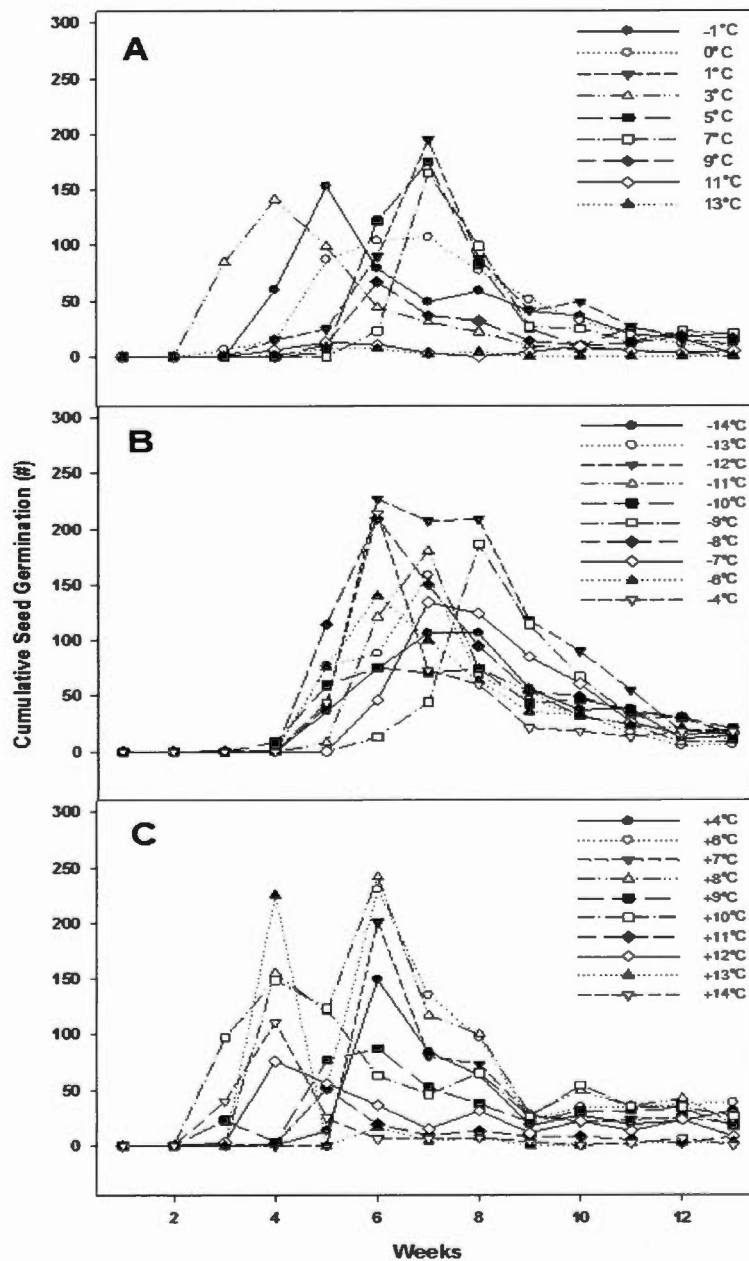 A
300
250
200
150
100
50
0
-1°C
0°C
1°C
3°C
5°C
7°C
9°C
11°C
13°C
B
300
250
200
150
100
50
0
-14°C
-13°C
-12°C
-11°C
-10°C
-9°C
-8°C
-7°C
-6°C
-4°C
Cumulative Seed Germination (#)
C
300
250
200
150
100
50
0
+4°C
+6°C
+7°C
+8°C
+9°C
+10°C
+11°C
+12°C
+13°C
+14°C
2 4 6 8 10 12
Weeks